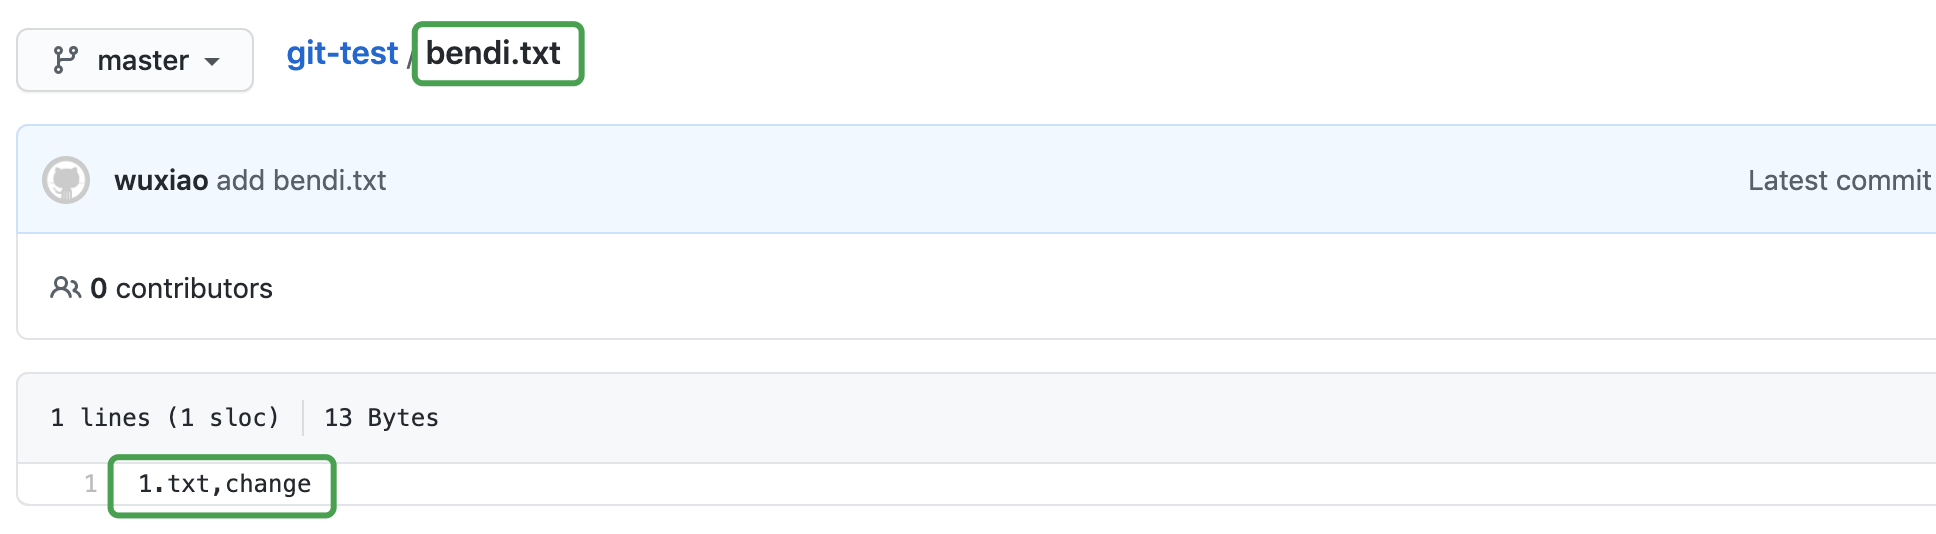 master git-test / bendi.txt
wuxiao add bendi.txt Latest commit
0 contributors
1 lines (1 sloc) 13 Bytes
1 1.txt,change